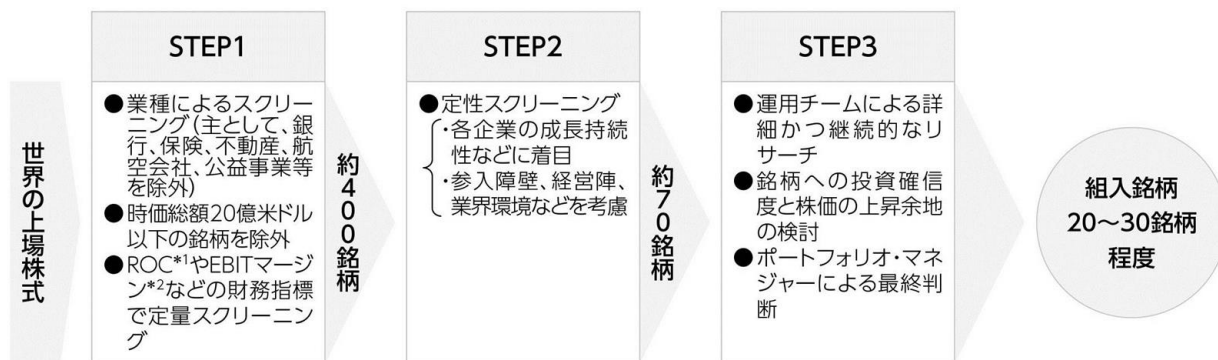 世界の上場株式
STEP1
●業種によるスクリー
ニング(主として、銀
行、保険、不動産、航
空会社、公益事業等
を除外)
●時価総額20億米ドル
以下の銘柄を除外
●ROC*1やEBITマージ
ン*2などの財務指標
で定量スクリーニン
グ
約400銘柄
STEP2
●定性スクリーニング
・各企業の成長持続
性などに着目
・参入障壁、経営陣、
業界環境などを考慮
約70銘柄
STEP3
●運用チームによる詳
細かつ継続的なリ
サーチ
●銘柄への投資確信
度と株価の上昇余地
の検討
●ポートフォリオ・マネ
ジャーによる最終判
断
組入銘柄
20～30銘柄
程度